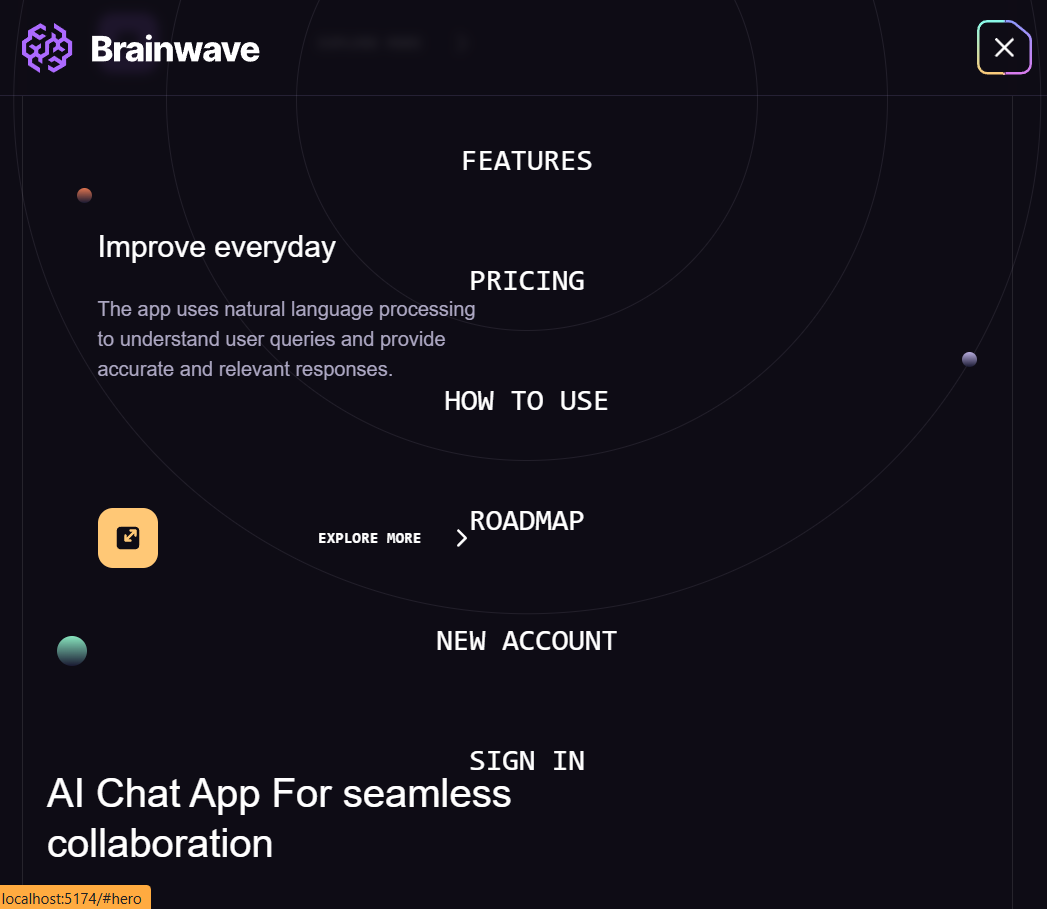 Brainwave
FEATURES
Improve everyday
PRICING
The app uses natural language processing
to understand user queries and provide
accurate and relevant responses.
HOW TO USE
ROADMAP
EXPLORE MORE
NEW ACCOUNT
SIGN IN
AI Chat App For seamless
collaboration
localhost:5174/#hero